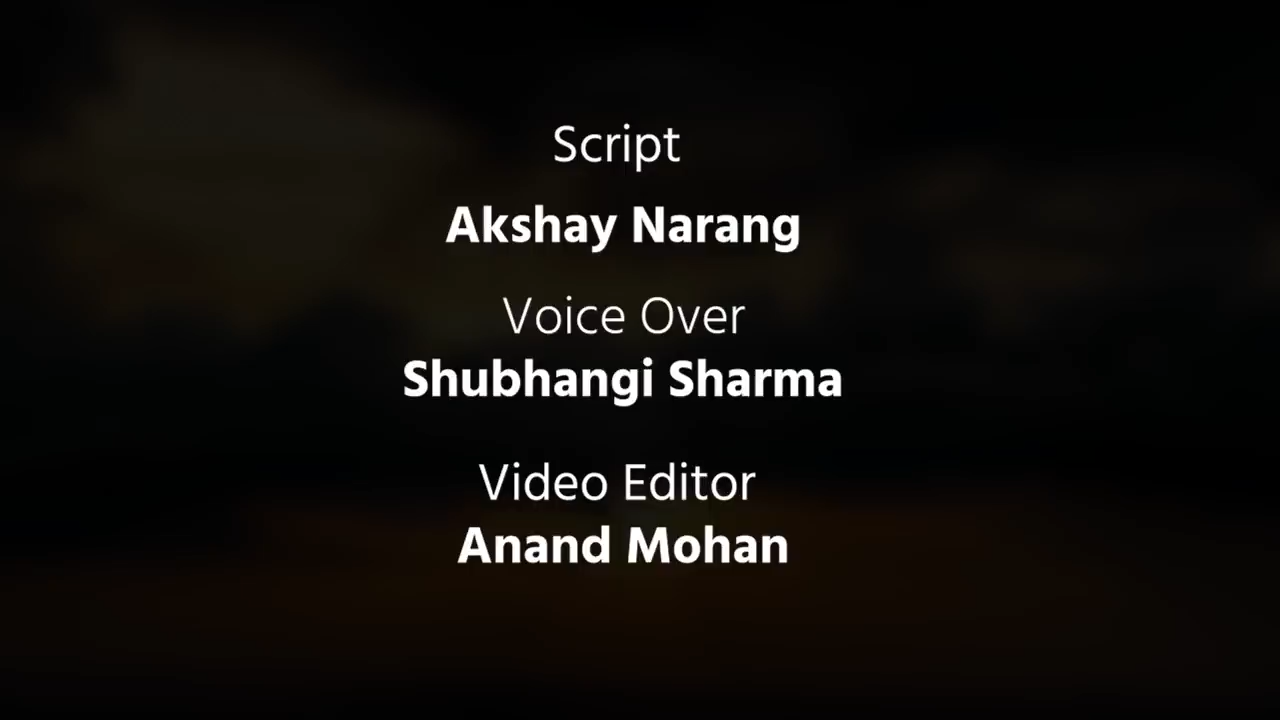 Script
Akshay Narang
Voice Over
Shubhangi Sharma
Video Editor
Anand Mohan